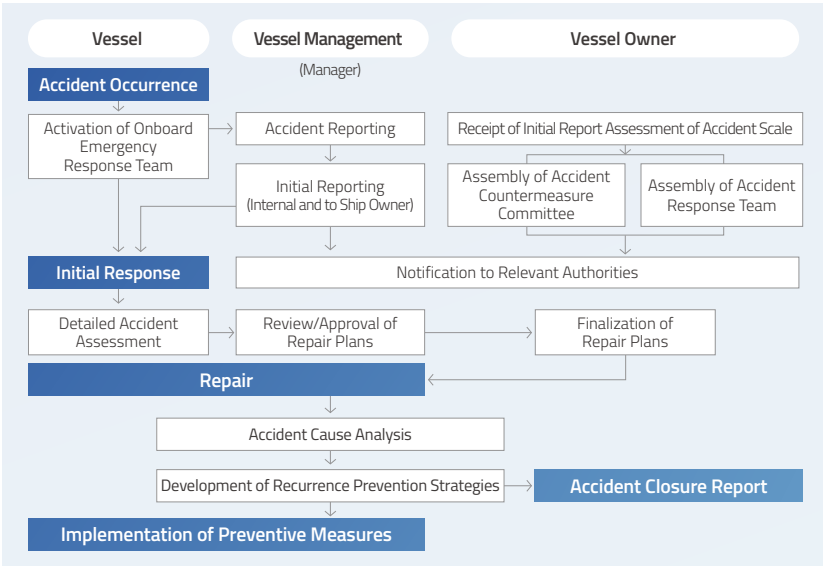 Vessel
Vessel Management
(Manager)
Vessel Owner
Accident Occurrence
Activation of Onboard
Emergency
Response Team
Accident Reporting
Receipt of Initial Report Assessment of Accident Scale
Initial Reporting
(Internal and to Ship Owner)
Assembly of Accident
Countermeasure
Committee
Assembly of Accident
Response Team
Initial Response
Notification to Relevant Authorities
Detailed Accident
Assessment
Review/Approval of
Repair Plans
Finalization of
Repair Plans
Repair
Accident Cause Analysis
Development of Recurrence Prevention Strategies
Accident Closure Report
Implementation of Preventive Measures